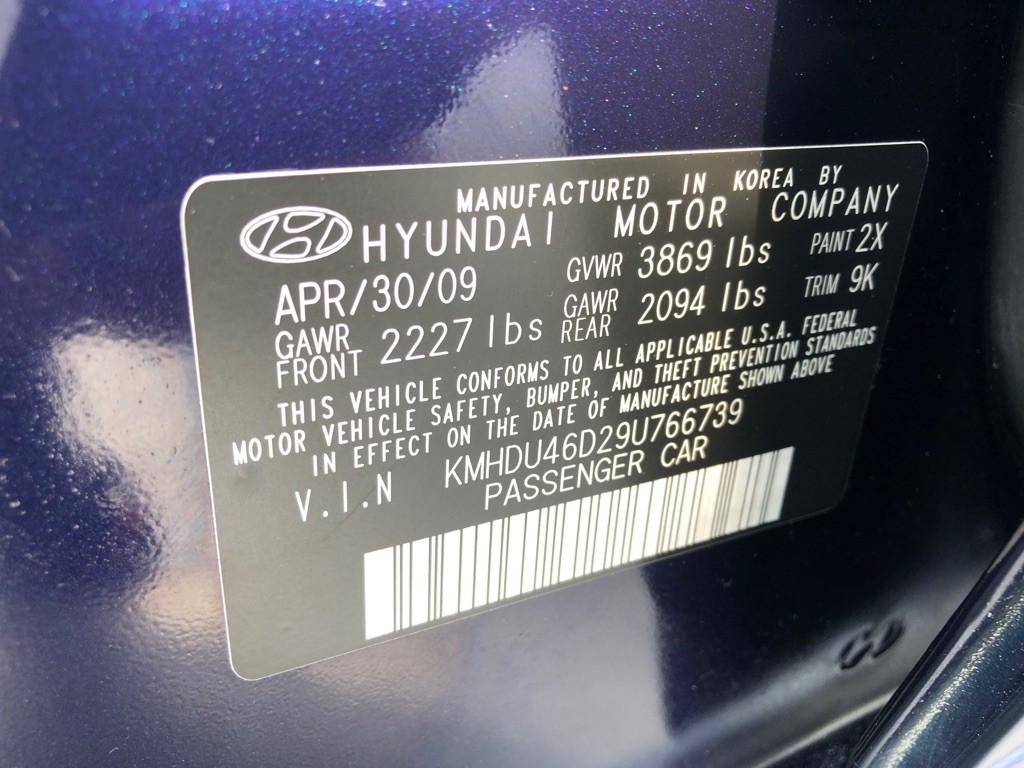 MANUFACTURED IN KOREA BY
HYUNDAI MOTOR COMPANY
APR/30/09 GVWR 3869 lbs PAINT 2X
GAWR FRONT 2227 lbs GAWR REAR 2094 lbs TRIM 9K
THIS VEHICLE CONFORMS TO ALL APPLICABLE U.S.A. FEDERAL
MOTOR VEHICLE SAFETY, BUMPER, AND THEFT PREVENTION STANDARDS
IN EFFECT ON THE DATE OF MANUFACTURE SHOWN ABOVE
V.I.N KMHDU46D29U766739
PASSENGER CAR